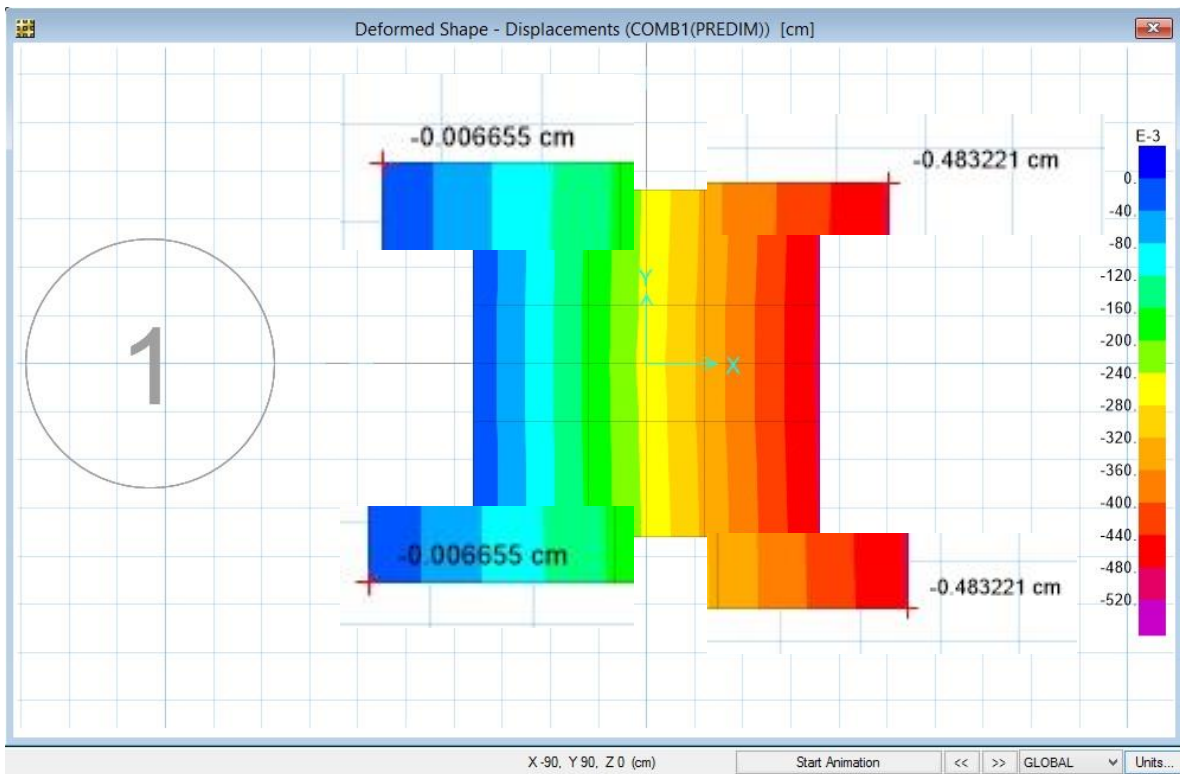 Deformed Shape - Displacements (COMB1(PREDIM)) [cm]
-0.006655 cm
-0.483221 cm
E-3
0.
-40.
-80.
-120.
-160.
-200.
-240.
-280.
-320.
-360.
-400.
-440.
-480.
-520.
Y
X
1
-0.006655 cm
-0.483221 cm
X -90, Y 90, Z 0 (cm)
Start Animation
<<
>>
GLOBAL
Units...